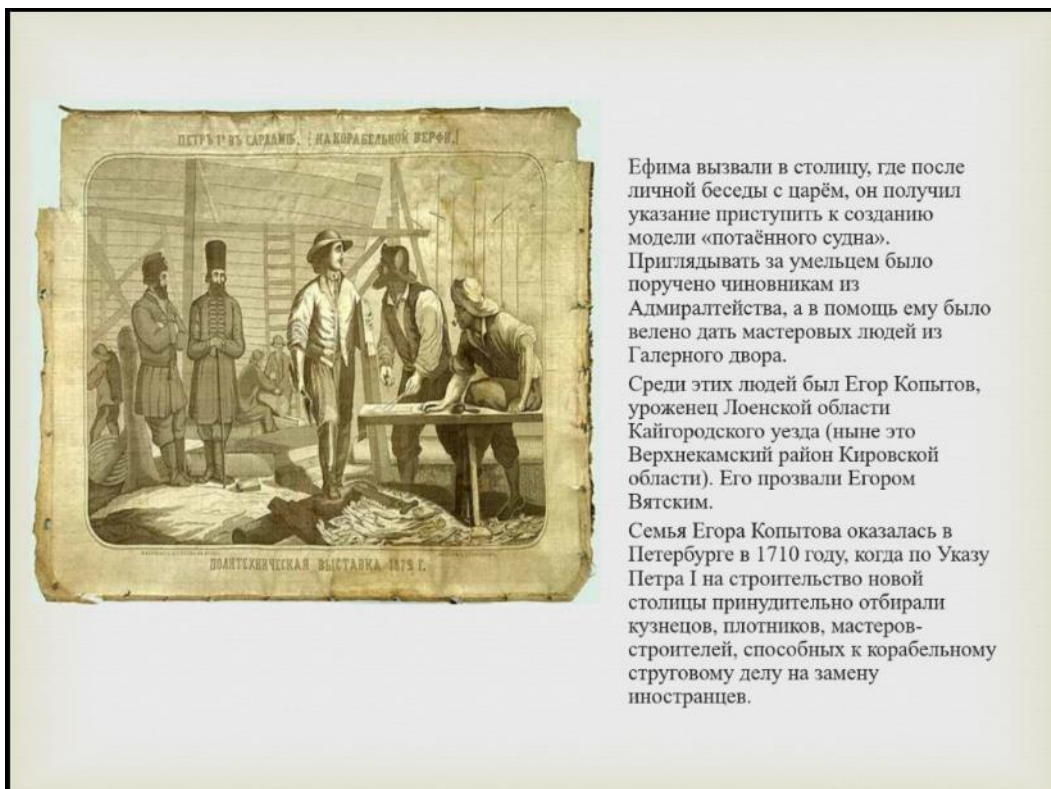 ПЕТРЪ Iй ВЪ САРДАМѢ. (НА КОРАБЕЛЬНОЙ ВЕРФИ.)
ПОЛИТЕХНИЧЕСКАЯ ВЫСТАВКА 1872 Г.
Ефима вызвали в столицу, где после
личной беседы с царём, он получил
указание приступить к созданию
модели «потаённого судна».
Приглядывать за умельцем было
поручено чиновникам из
Адмиралтейства, а в помощь ему было
велено дать мастеровых людей из
Галерного двора.
Среди этих людей был Егор Копытов,
уроженец Лоенской области
Кайгородского уезда (ныне это
Верхнекамский район Кировской
области). Его прозвали Егором
Вятским.
Семья Егора Копытова оказалась в
Петербурге в 1710 году, когда по Указу
Петра I на строительство новой
столицы принудительно отбирали
кузнецов, плотников, мастеров-
строителей, способных к корабельному
струговому делу на замену
иностранцев.